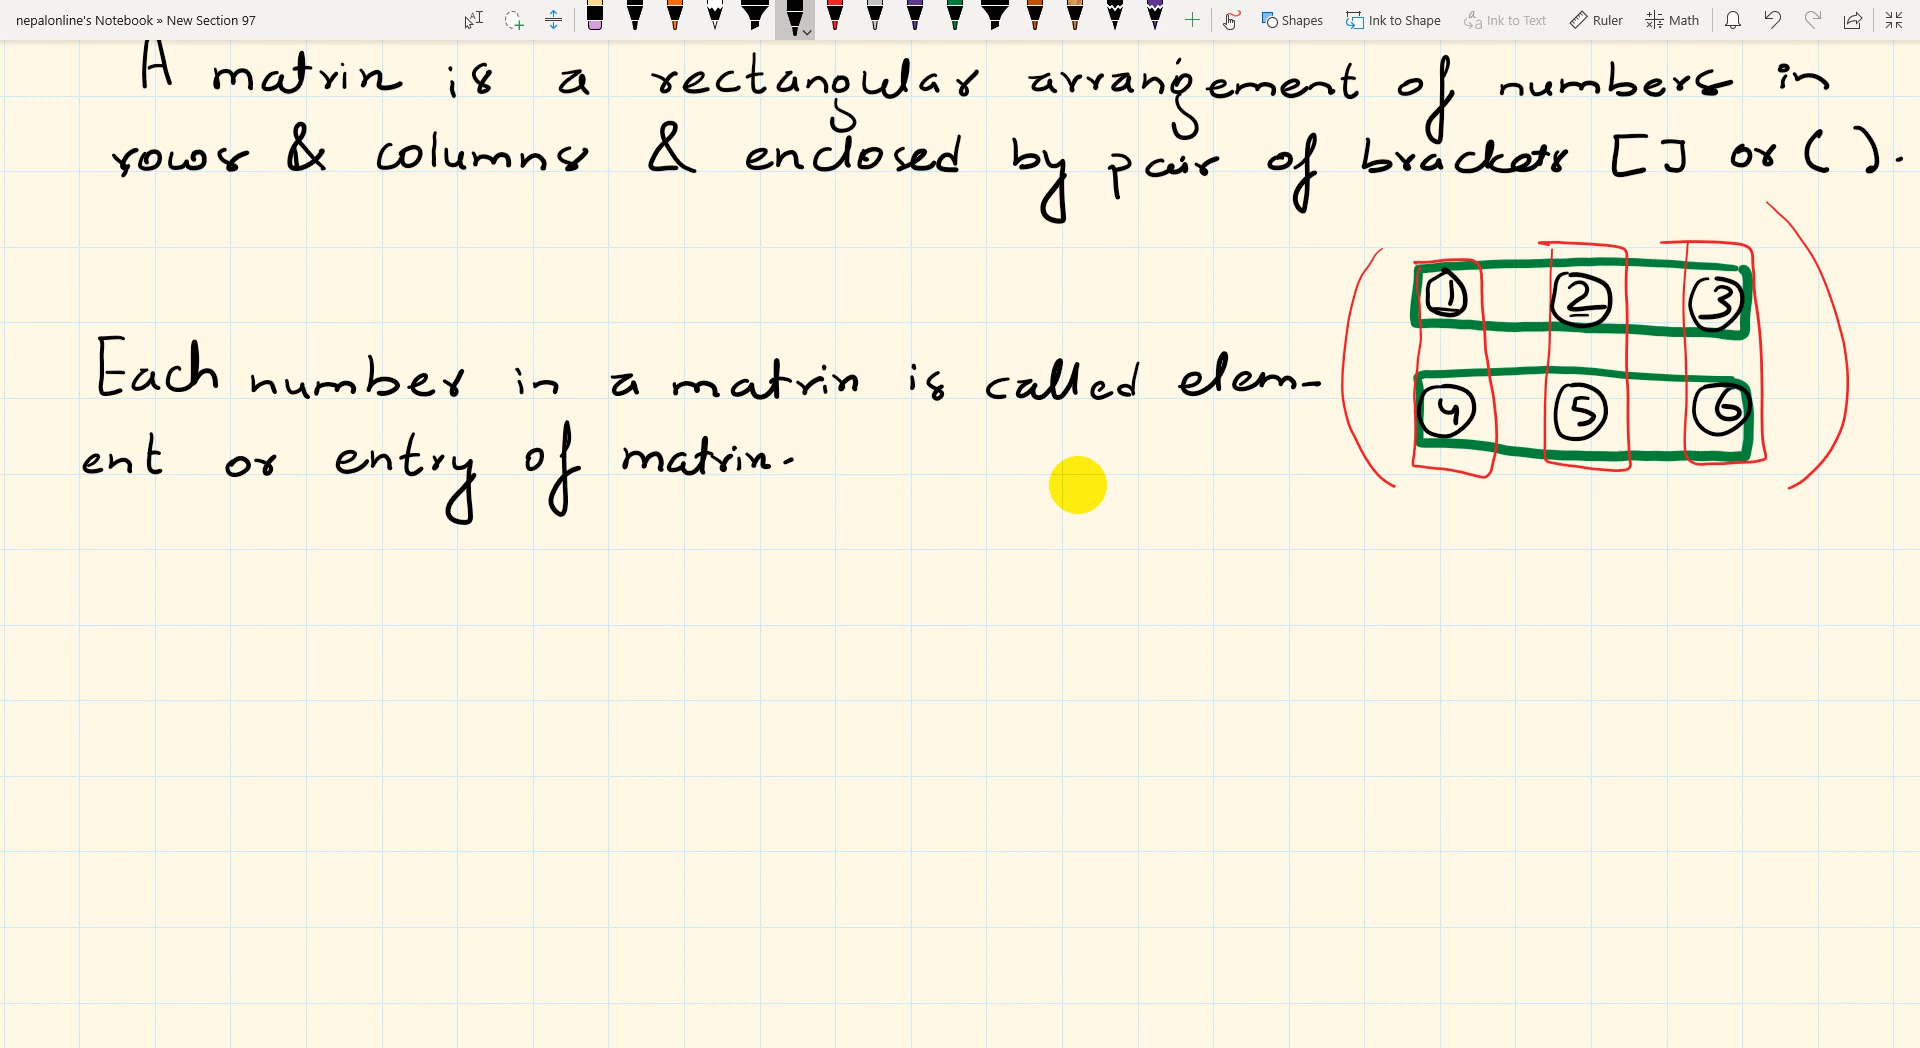 nepalonline's Notebook » New Section 97
Shapes
Ink to Shape
Ink to Text
Ruler
Math
A matrix is a rectangular arrangement of numbers in
rows & columns & enclosed by pair of brackets [] or ( ).
1 2 3
Each number in a matrix is called elem-
4 5 6
ent or entry of matrix.